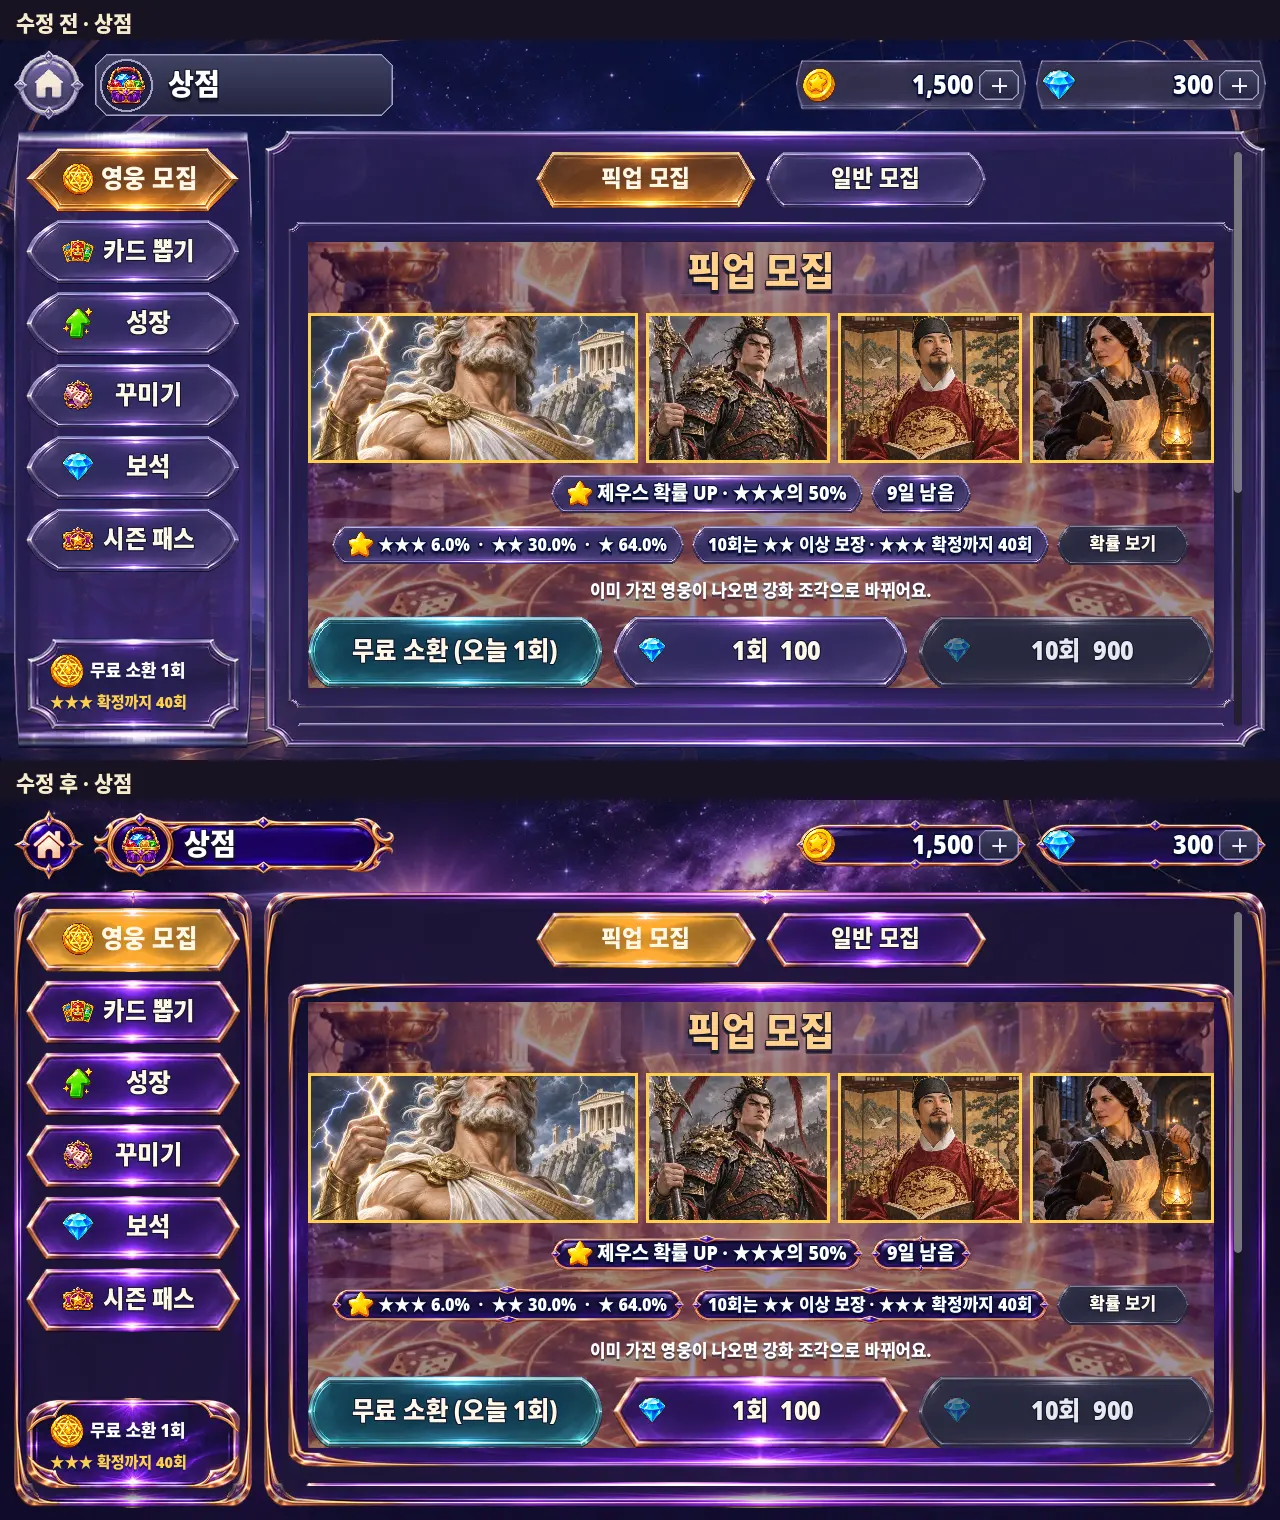 수정 전 · 상점
상점
1,500 +
300 +
영웅 모집
카드 뽑기
성장
꾸미기
보석
시즌 패스
무료 소환 1회
★★★ 확정까지 40회
픽업 모집
일반 모집
픽업 모집
제우스 확률 UP · ★★★의 50%
9일 남음
★★★ 6.0% · ★★ 30.0% · ★ 64.0%
10회는 ★★ 이상 보장 · ★★★ 확정까지 40회
확률 보기
이미 가진 영웅이 나오면 강화 조각으로 바뀌어요.
무료 소환 (오늘 1회)
1회 100
10회 900
수정 후 · 상점
상점
1,500 +
300 +
영웅 모집
카드 뽑기
성장
꾸미기
보석
시즌 패스
무료 소환 1회
★★★ 확정까지 40회
픽업 모집
일반 모집
픽업 모집
제우스 확률 UP · ★★★의 50%
9일 남음
★★★ 6.0% · ★★ 30.0% · ★ 64.0%
10회는 ★★ 이상 보장 · ★★★ 확정까지 40회
확률 보기
이미 가진 영웅이 나오면 강화 조각으로 바뀌어요.
무료 소환 (오늘 1회)
1회 100
10회 900